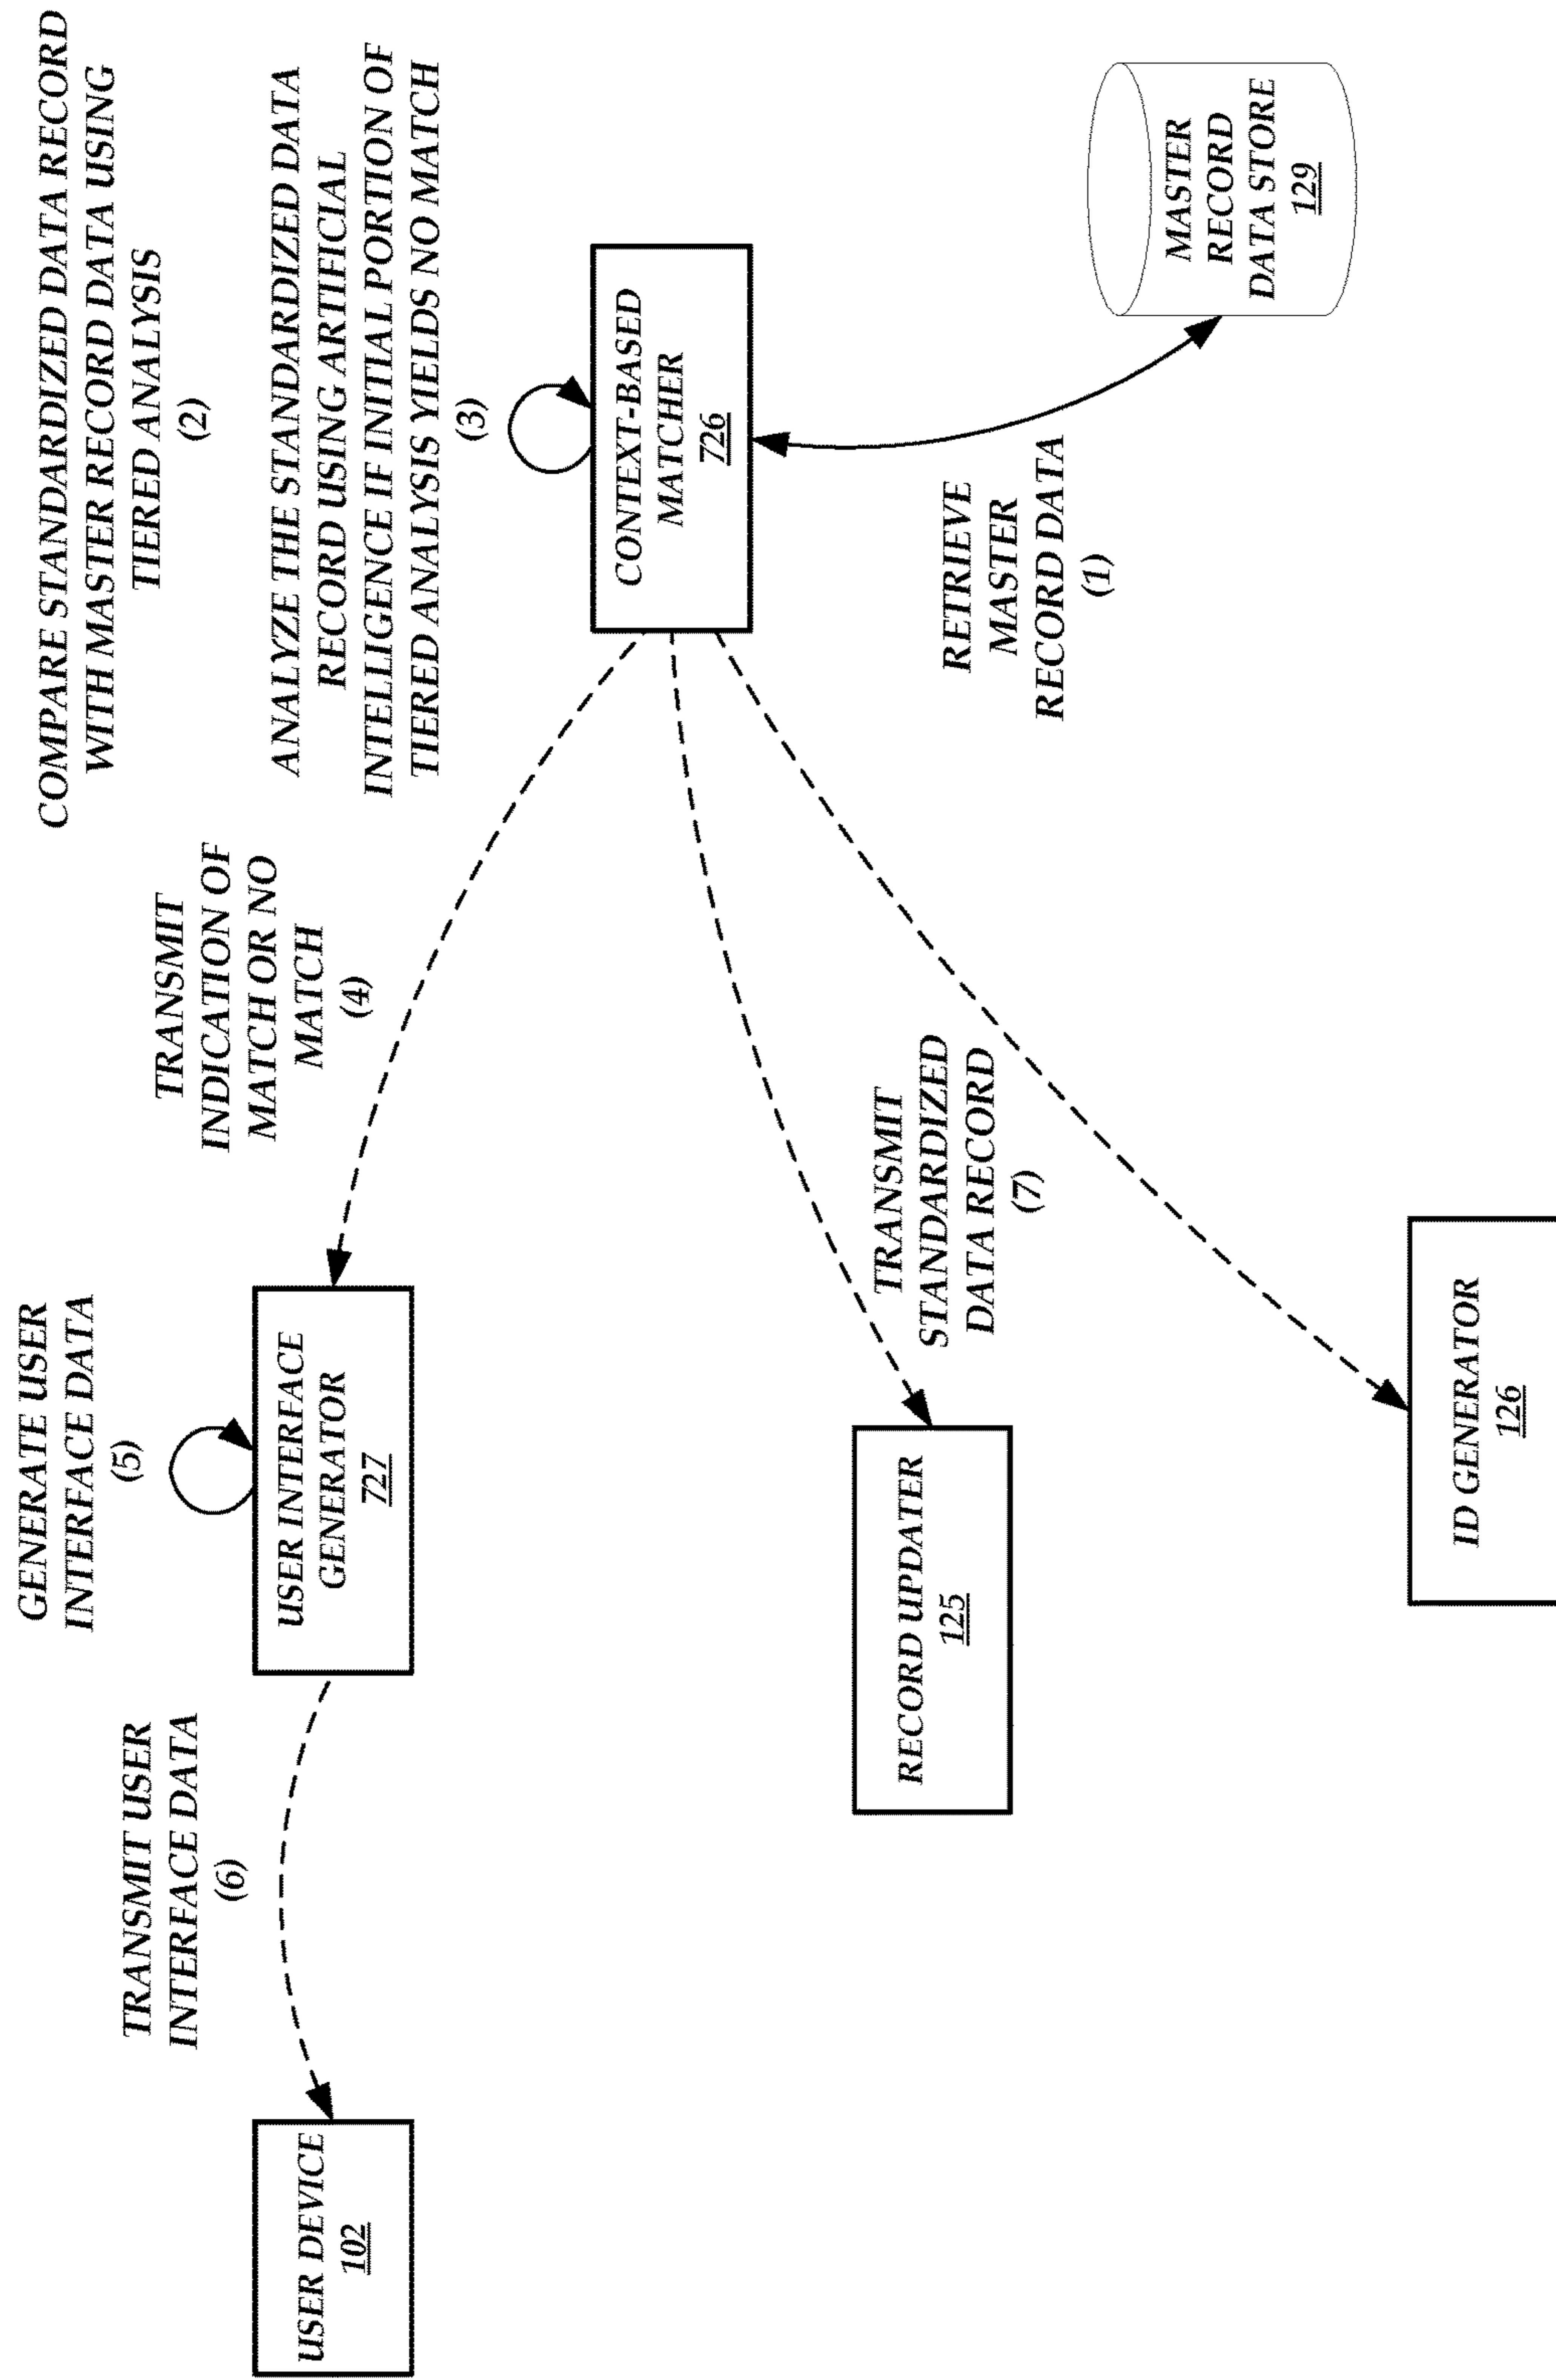 TRANSMIT USER
INTERFACE DATA
(6)
GENERATE USER
INTERFACE DATA
(5)
TRANSMIT
INDICATION OF
MATCH OR NO
MATCH
(4)
COMPARE STANDARDIZED DATA RECORD
WITH MASTER RECORD DATA USING
TIERED ANALYSIS
(2)
ANALYZE THE STANDARDIZED DATA
RECORD USING ARTIFICIAL
INTELLIGENCE IF INITIAL PORTION OF
TIERED ANALYSIS YIELDS NO MATCH
(3)
USER DEVICE
102
USER INTERFACE
GENERATOR
727
CONTEXT-BASED
MATCHER
726
RECORD UPDATER
125
TRANSMIT
STANDARDIZED
DATA RECORD
(7)
RETRIEVE
MASTER
RECORD DATA
(1)
MASTER
RECORD
DATA STORE
129
ID GENERATOR
126